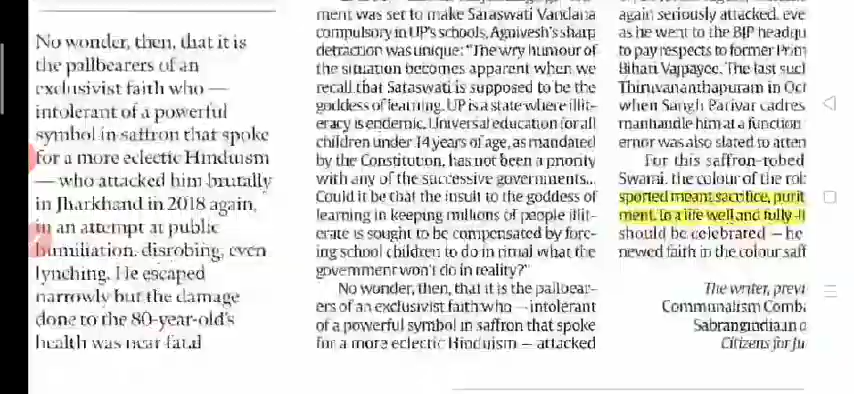 No wonder, then, that it is
the pallbearers of an
exclusivist faith who —
intolerant of a powerful
symbol in saffron that spoke
for a more eclectic Hinduism
— who attacked him brutally
in Jharkhand in 2018 again,
in an attempt at public
humiliation, disrobing, even
lynching. He escaped
narrowly but the damage
done to the 80-year-old's
health was near fatal
ment was set to make Saraswati Vandana
compulsory in UP's schools, Agnivesh's sharp
detraction was unique: "The wry humour of
the situation becomes apparent when we
recall that Sataswati is supposed to be the
goddess of learning. UP is a state where illit-
eracy is endemic. Universal education for all
children under 14 years of age, as mandated
by the Constitution, has not been a priority
with any of the successive governments...
Could it be that the insult to the goddess of
learning in keeping millions of people illit-
erate is sought to be compensated by forc-
ing school children to do in ritual what the
government won't do in reality?"
No wonder, then, that it is the pallbear-
ers of an exclusivist faith who — intolerant
of a powerful symbol in saffron that spoke
for a more eclectic Hinduism — attacked
again seriously attacked, eve
as he went to the BJP headqu
to pay respects to former Prim
Bihari Vajpayee. The last sucl
Thiruvananthapuram in Oct
when Sangh Parivar cadres
manhandle him at a function
ernor was also slated to atten
For this saffron-robed
Swami, the colour of the rol
sported meant sacrifice, purit
ment. In a life well and fully-li
should be celebrated — he
newed faith in the colour saff
The writer, previ
Communalism Comba
Sabrangindia.in a
Citizens for Ju